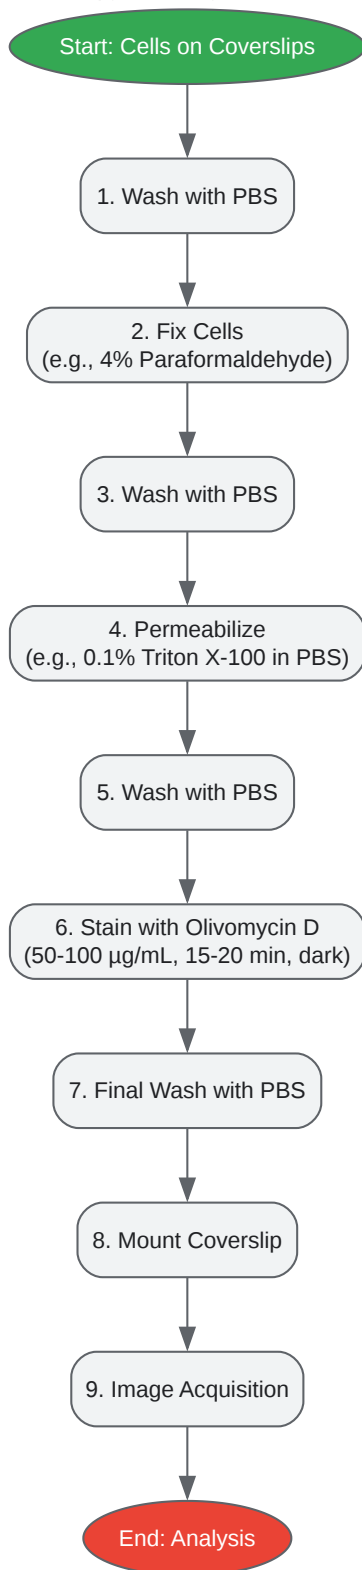 Start: Cells on Coverslips
1. Wash with PBS
2. Fix Cells
(e.g., 4% Paraformaldehyde)
3. Wash with PBS
4. Permeabilize
(e.g., 0.1% Triton X-100 in PBS)
5. Wash with PBS
6. Stain with Olivomycin D
(50-100 µg/mL, 15-20 min, dark)
7. Final Wash with PBS
8. Mount Coverslip
9. Image Acquisition
End: Analysis